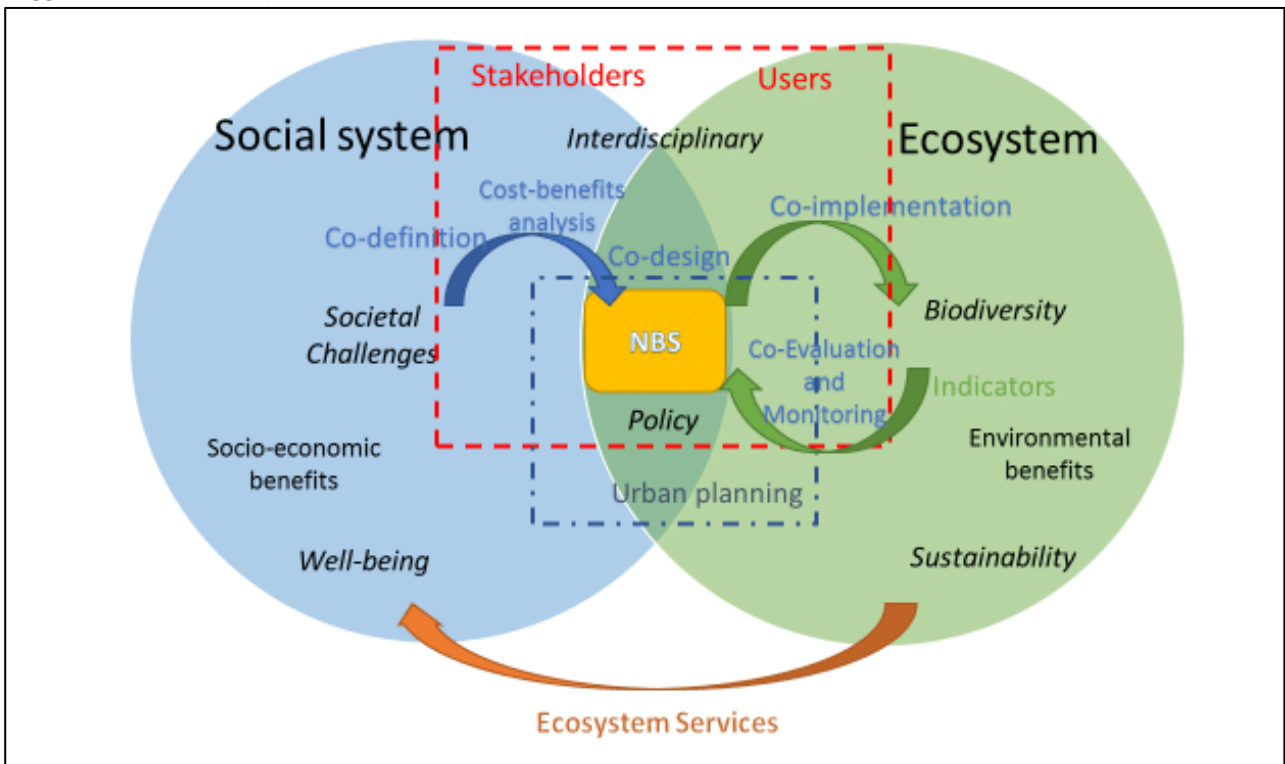 Stakeholders
Users
Social system
Interdisciplinary
Ecosystem
Cost-benefits
analysis
Co-definition
Co-implementation
Co-design
Societal
Challenges
NBS
Biodiversity
Co-Evaluation
and
Monitoring
Indicators
Policy
Socio-economic
benefits
Environmental
benefits
Urban planning
Well-being
Sustainability
Ecosystem Services